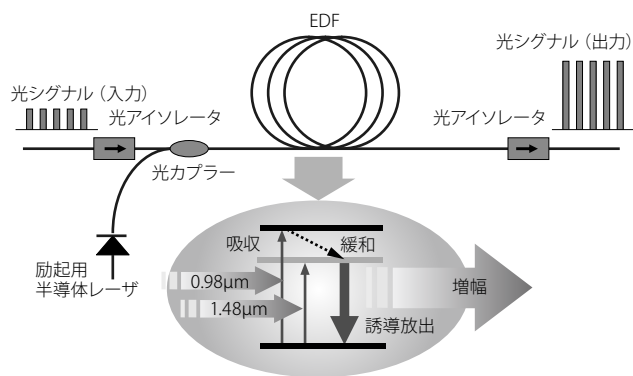 EDF
光シグナル（出力）
光シグナル（入力）
光アイソレータ
光アイソレータ
光カプラー
励起用
半導体レーザ
吸収
緩和
0.98μm
1.48μm
増幅
誘導放出